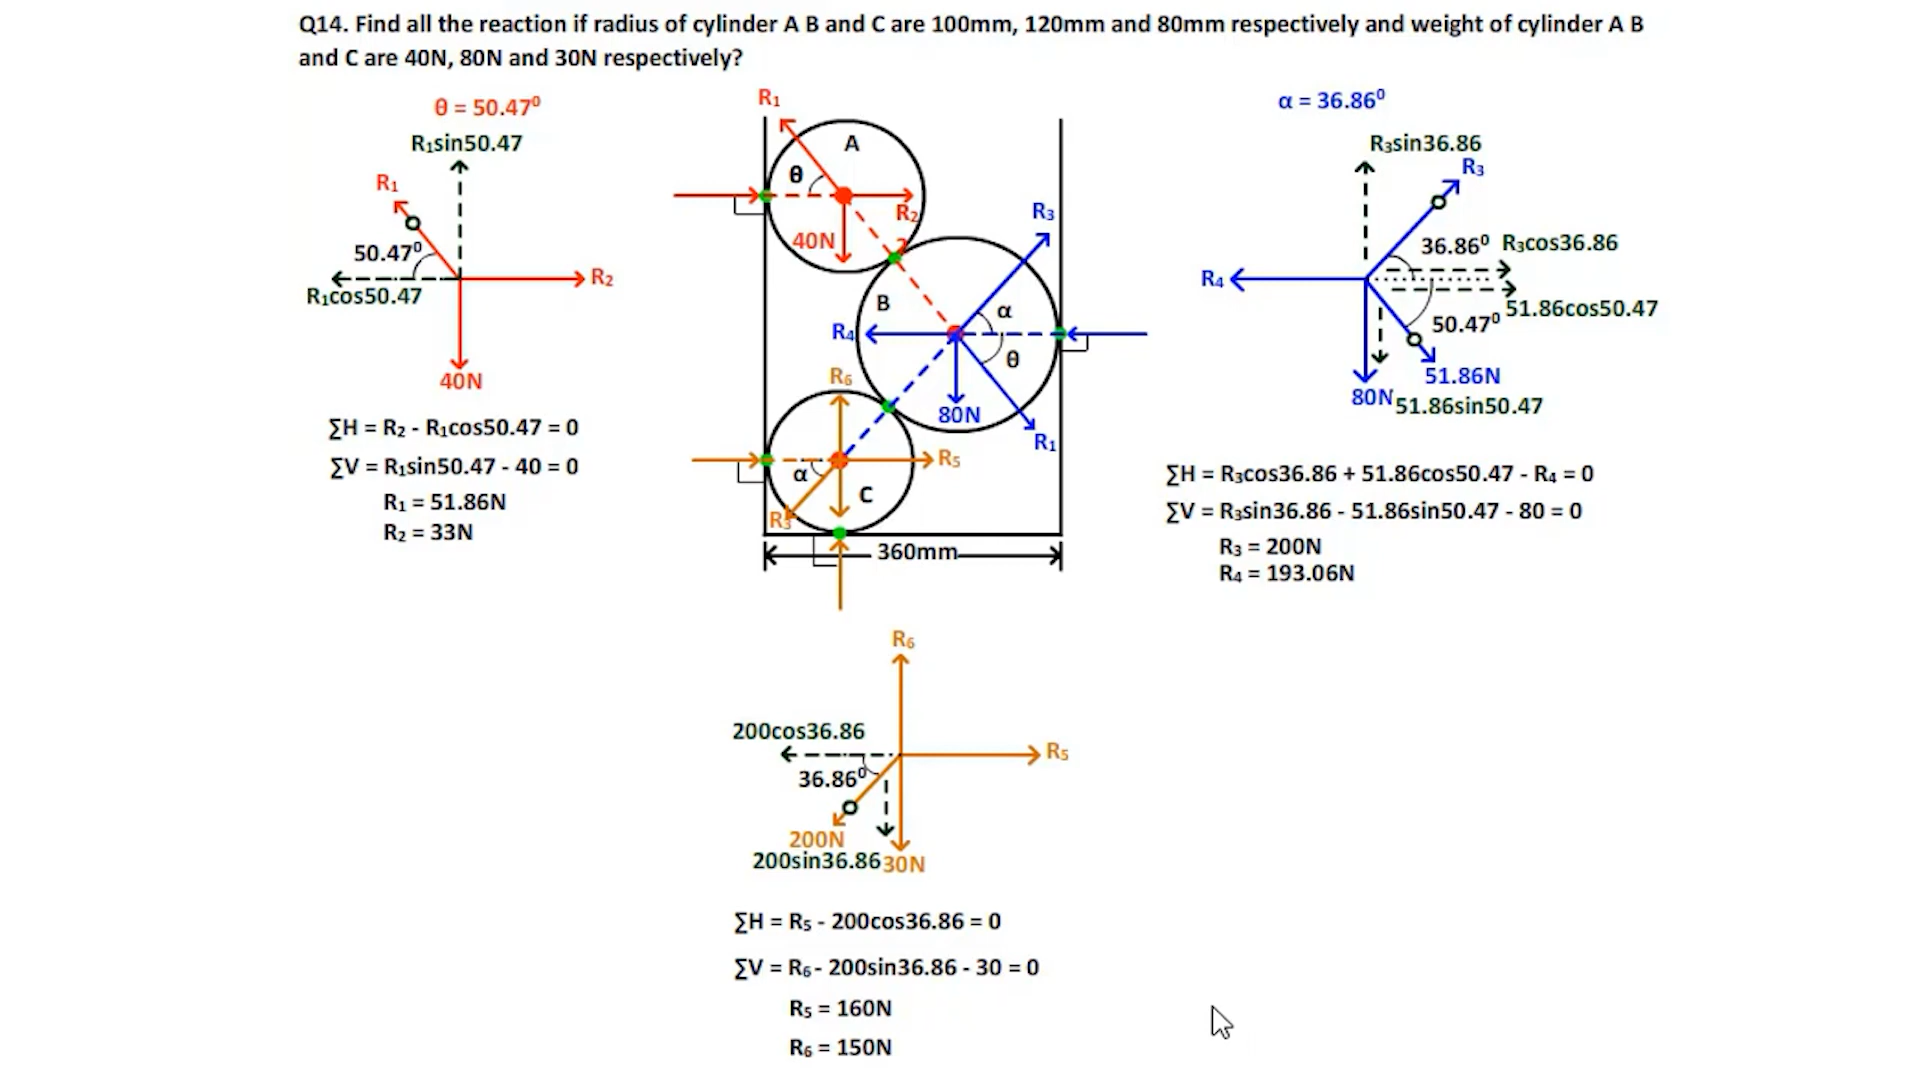 Q14. Find all the reaction if radius of cylinder A B and C are 100mm, 120mm and 80mm respectively and weight of cylinder A B
and C are 40N, 80N and 30N respectively?
θ = 50.47⁰
R₁sin50.47
R₁
50.47⁰
R₂
R₁cos50.47
40N
∑H = R₂ - R₁cos50.47 = 0
∑V = R₁sin50.47 - 40 = 0
R₁ = 51.86N
R₂ = 33N
R₁
A
θ
R₂
40N
R₃
B
α
R₄
θ
R₆
80N
R₁
R₅
α
C
R₃
360mm
α = 36.86⁰
R₃sin36.86
R₃
36.86⁰ R₃cos36.86
R₄
51.86cos50.47
50.47⁰
51.86N
80N
51.86sin50.47
∑H = R₃cos36.86 + 51.86cos50.47 - R₄ = 0
∑V = R₃sin36.86 - 51.86sin50.47 - 80 = 0
R₃ = 200N
R₄ = 193.06N
R₆
200cos36.86
R₅
36.86⁰
200N
200sin36.86 30N
∑H = R₅ - 200cos36.86 = 0
∑V = R₆ - 200sin36.86 - 30 = 0
R₅ = 160N
R₆ = 150N